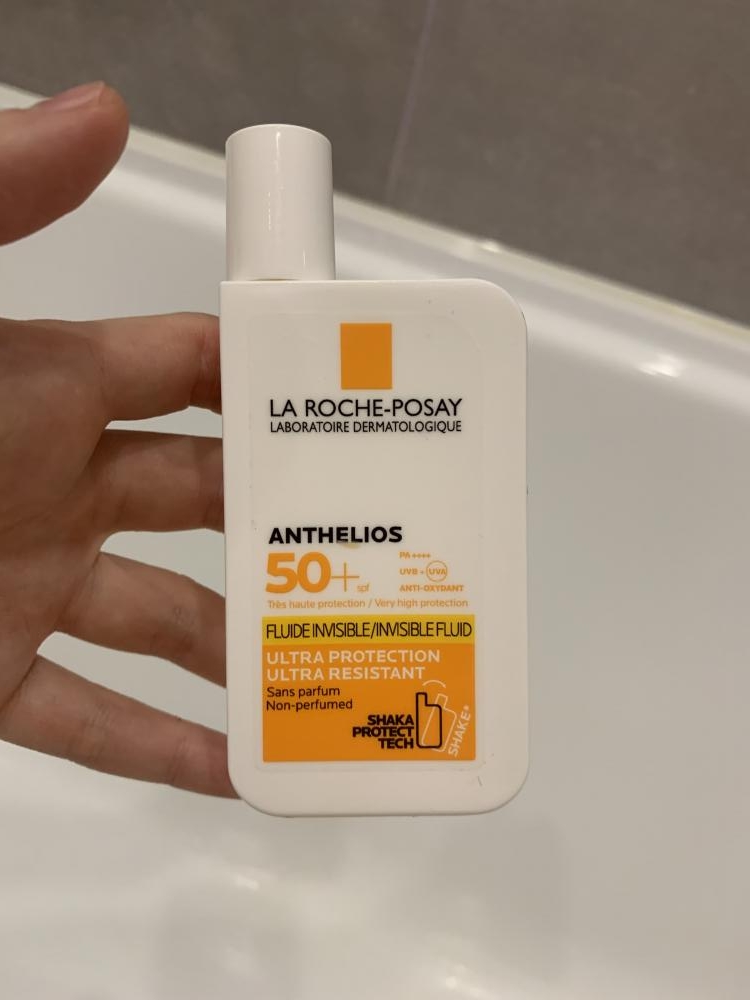 LA ROCHE-POSAY
LABORATOIRE DERMATOLOGIQUE
ANTHELIOS
50+ spf
PA ++++
UVB + UVA
ANTI-OXYDANT
Très haute protection / Very high protection
FLUIDE INVISIBLE/INVISIBLE FLUID
ULTRA PROTECTION
ULTRA RESISTANT
Sans parfum
Non-perfumed
SHAKA
PROTECT
TECH
SHAKE*